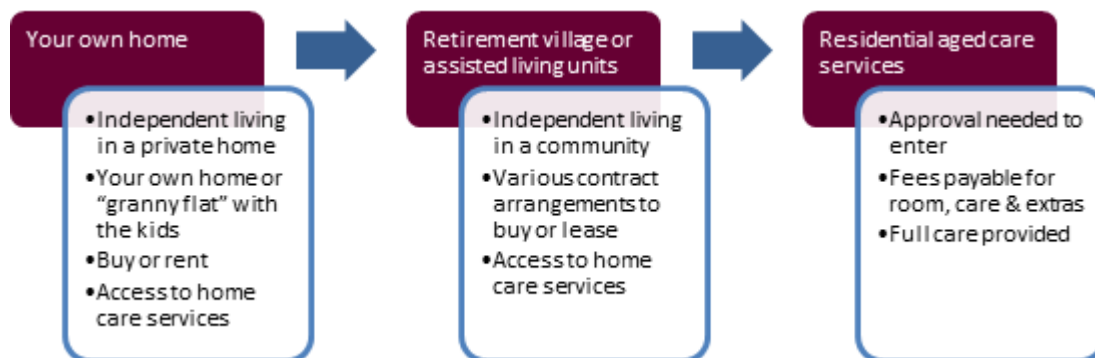 Your own home
•Independent living
in a private home
•Your own home or
“granny flat” with
the kids
•Buy or rent
•Access to home
care services
Retirement village or
assisted living units
•Independent living
in a community
•Various contract
arrangements to
buy or lease
•Access to home
care services
Residential aged care
services
•Approval needed to
enter
•Fees payable for
room, care & extras
•Full care provided